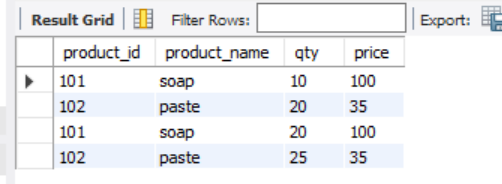 Result Grid Filter Rows: Export:
product_id product_name qty price
101 soap 10 100
102 paste 20 35
101 soap 20 100
102 paste 25 35